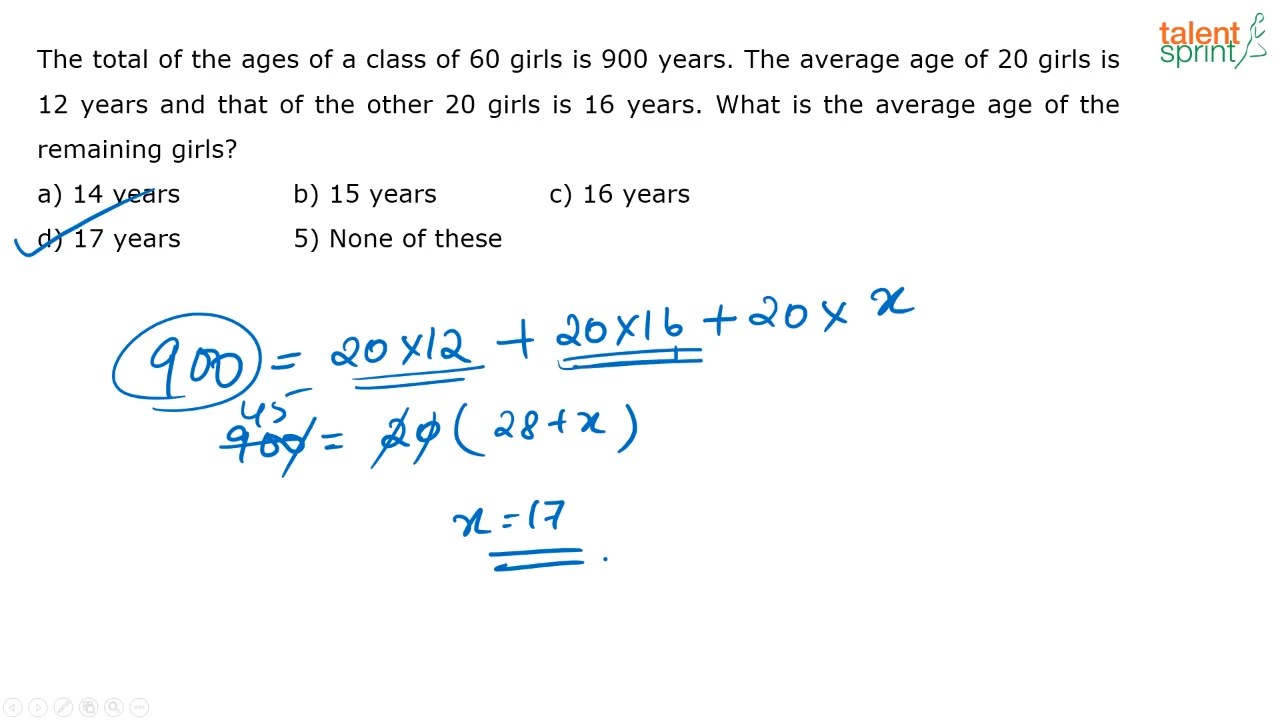 talent
sprint
The total of the ages of a class of 60 girls is 900 years. The average age of 20 girls is
12 years and that of the other 20 girls is 16 years. What is the average age of the
remaining girls?
a) 14 years b) 15 years c) 16 years
d) 17 years 5) None of these
900 = 20 × 12 + 20 × 16 + 20 × x
45
900 = 20 ( 28 + x )
x = 17